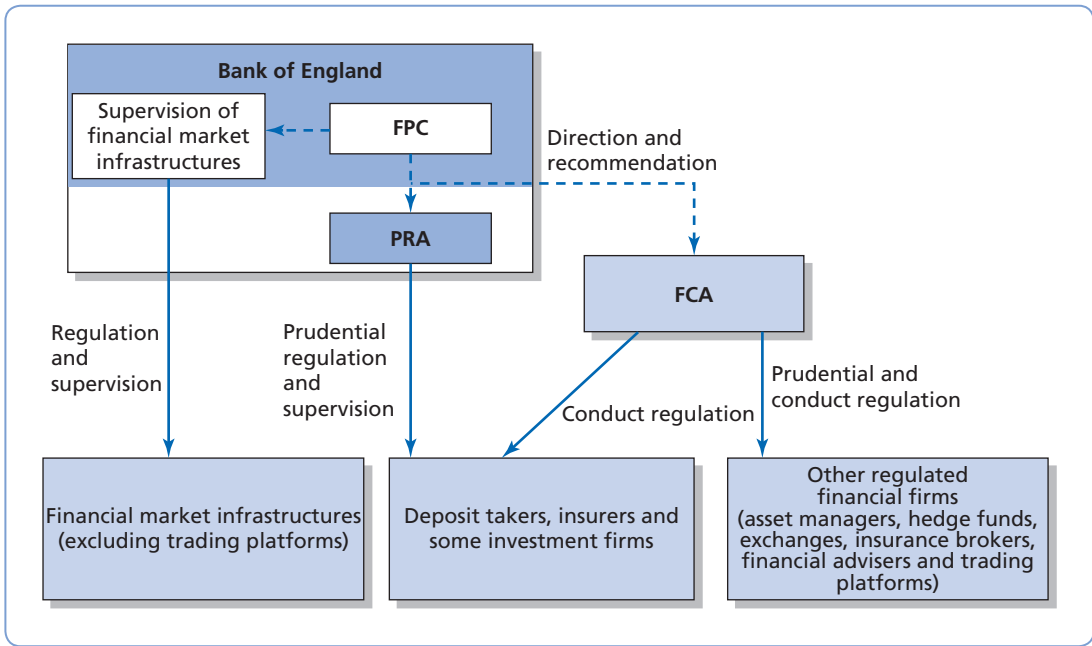 Bank of England
Supervision of
financial market
infrastructures
FPC
Direction and
recommendation
PRA
FCA
Regulation
and
supervision
Prudential
regulation
and
supervision
Conduct regulation
Prudential and
conduct regulation
Financial market infrastructures
(excluding trading platforms)
Deposit takers, insurers and
some investment firms
Other regulated
financial firms
(asset managers, hedge funds,
exchanges, insurance brokers,
financial advisers and trading
platforms)